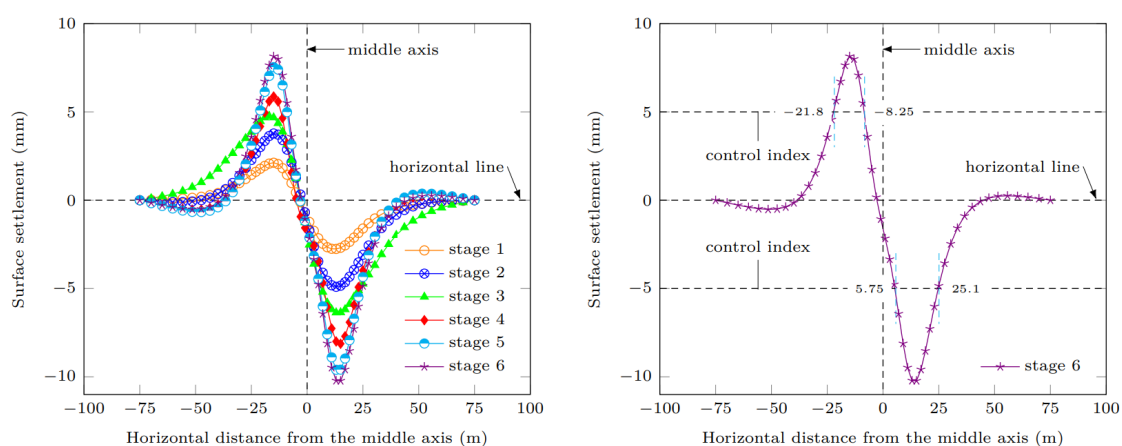 10
5
0
−5
−10
Surface settlement (mm)
middle axis
horizontal line
stage 1
stage 2
stage 3
stage 4
stage 5
stage 6
−100 −75 −50 −25 0 25 50 75 100
Horizontal distance from the middle axis (m)
10
5
0
−5
−10
Surface settlement (mm)
middle axis
−21.8 −8.25
control index
horizontal line
control index
5.75 25.1
stage 6
−100 −75 −50 −25 0 25 50 75 100
Horizontal distance from the middle axis (m)